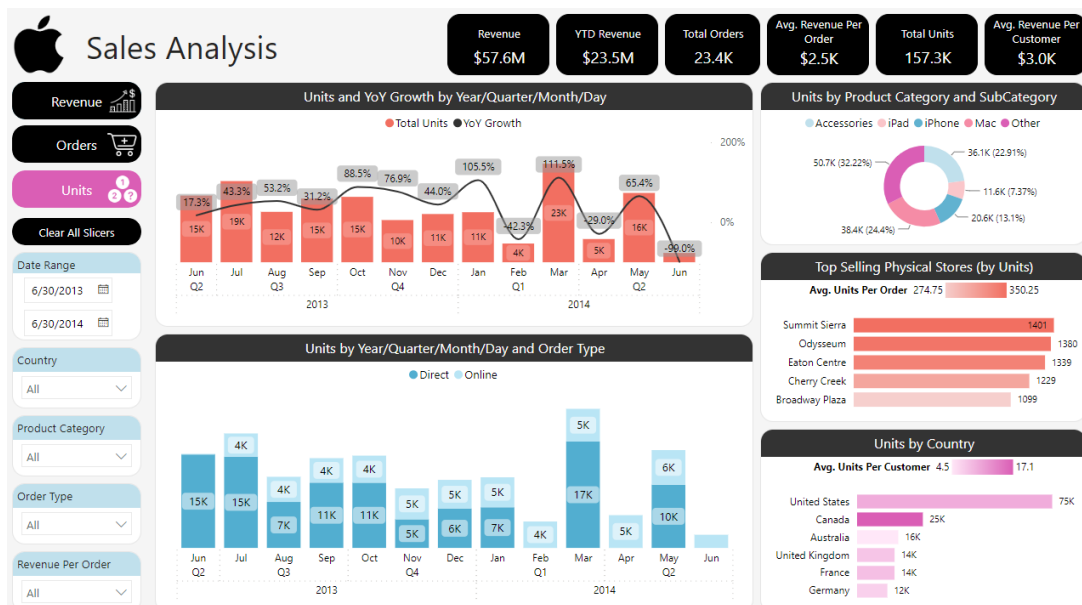 Sales Analysis
Revenue
$57.6M
YTD Revenue
$23.5M
Total Orders
23.4K
Avg. Revenue Per
Order
$2.5K
Total Units
157.3K
Avg. Revenue Per
Customer
$3.0K
Revenue
Orders
Units
Clear All Slicers
Date Range
6/30/2013
6/30/2014
Country
All
Product Category
All
Order Type
All
Revenue Per Order
All
Units and YoY Growth by Year/Quarter/Month/Day
Total Units YoY Growth
200%
0%
17.3% 43.3% 53.2% 31.2% 88.5% 76.9% 44.0% 105.5% -42.3% 111.5% -29.0% 65.4% -99.0%
15K 19K 12K 15K 15K 10K 11K 11K 4K 23K 5K 16K
Jun Jul Aug Sep Oct Nov Dec Jan Feb Mar Apr May Jun
Q2 Q3 Q4 Q1 Q2
2013 2014
Units by Year/Quarter/Month/Day and Order Type
Direct Online
4K 4K 4K 4K 5K 5K 5K 4K 5K 5K 6K
15K 15K 7K 11K 11K 5K 6K 7K 17K 10K
Jun Jul Aug Sep Oct Nov Dec Jan Feb Mar Apr May Jun
Q2 Q3 Q4 Q1 Q2
2013 2014
Units by Product Category and SubCategory
Accessories iPad iPhone Mac Other
36.1K (22.91%)
11.6K (7.37%)
20.6K (13.1%)
38.4K (24.4%)
50.7K (32.22%)
Top Selling Physical Stores (by Units)
Avg. Units Per Order 274.75 350.25
Summit Sierra 1401
Odysseum 1380
Eaton Centre 1339
Cherry Creek 1229
Broadway Plaza 1099
Units by Country
Avg. Units Per Customer 4.5 17.1
United States 75K
Canada 25K
Australia 16K
United Kingdom 14K
France 14K
Germany 12K